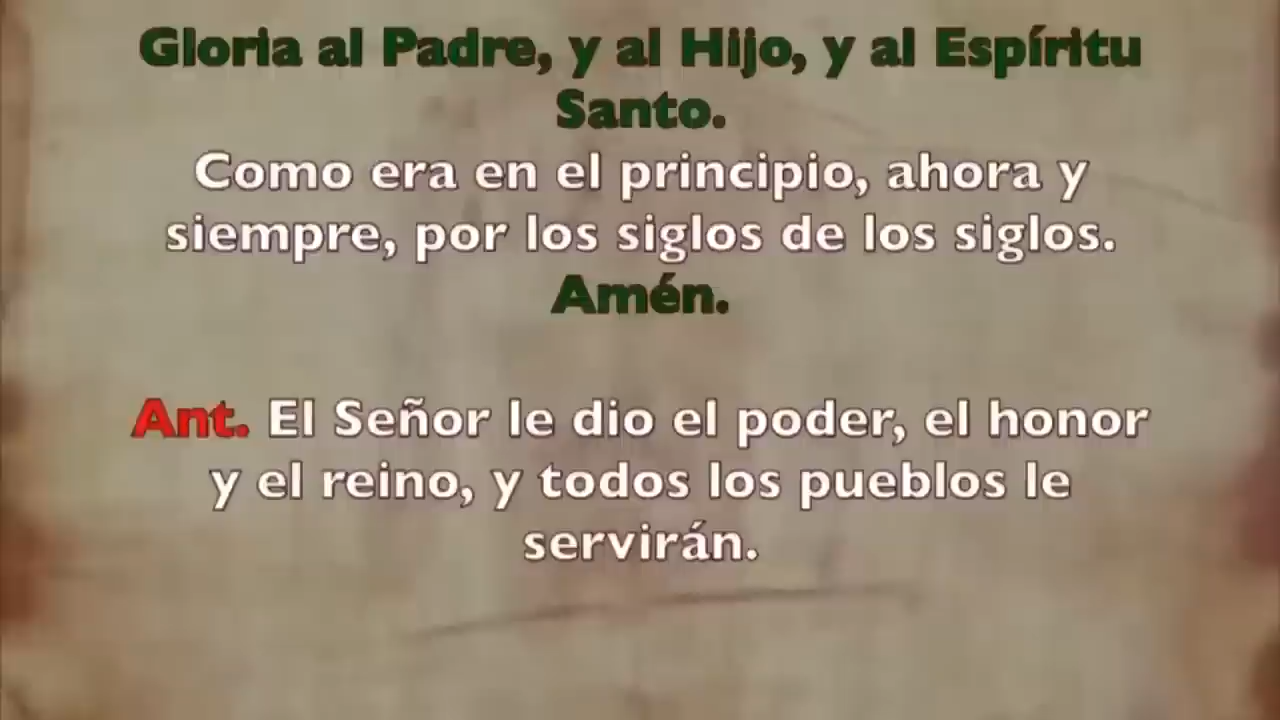 Gloria al Padre, y al Hijo, y al Espíritu
Santo.
Como era en el principio, ahora y
siempre, por los siglos de los siglos.
Amén.
Ant. El Señor le dio el poder, el honor
y el reino, y todos los pueblos le
servirán.